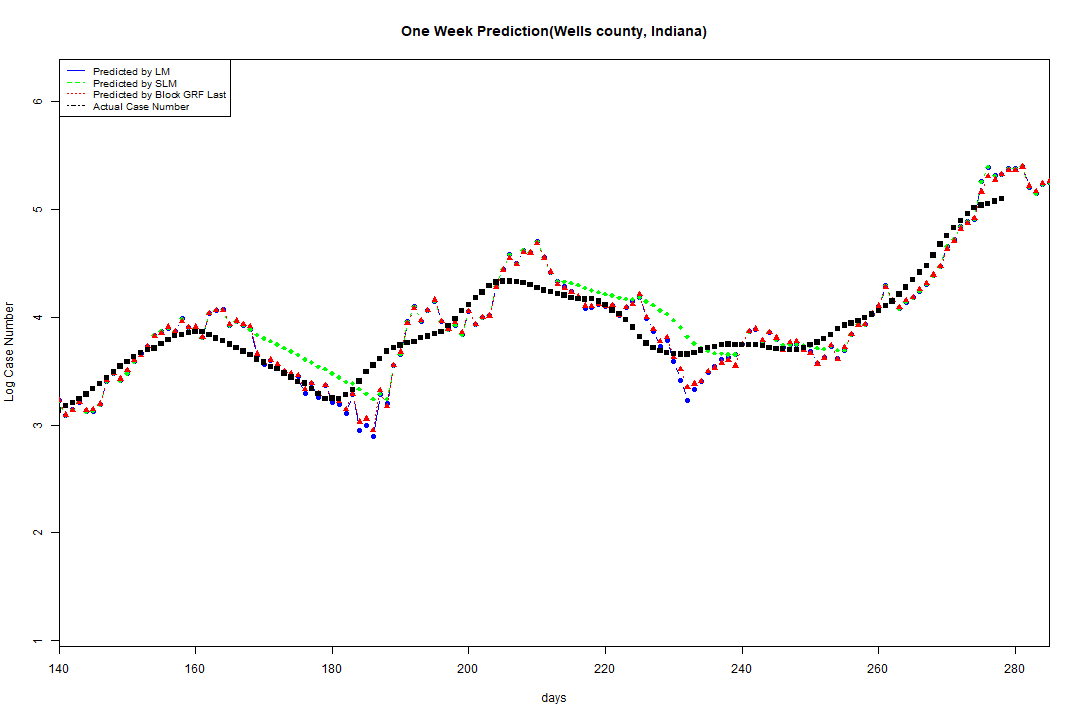 One Week Prediction(Wells county, Indiana)
Predicted by LM
Predicted by SLM
Predicted by Block GRF Last
Actual Case Number
6
5
4
3
2
1
Log Case Number
140 160 180 200 220 240 260 280
days